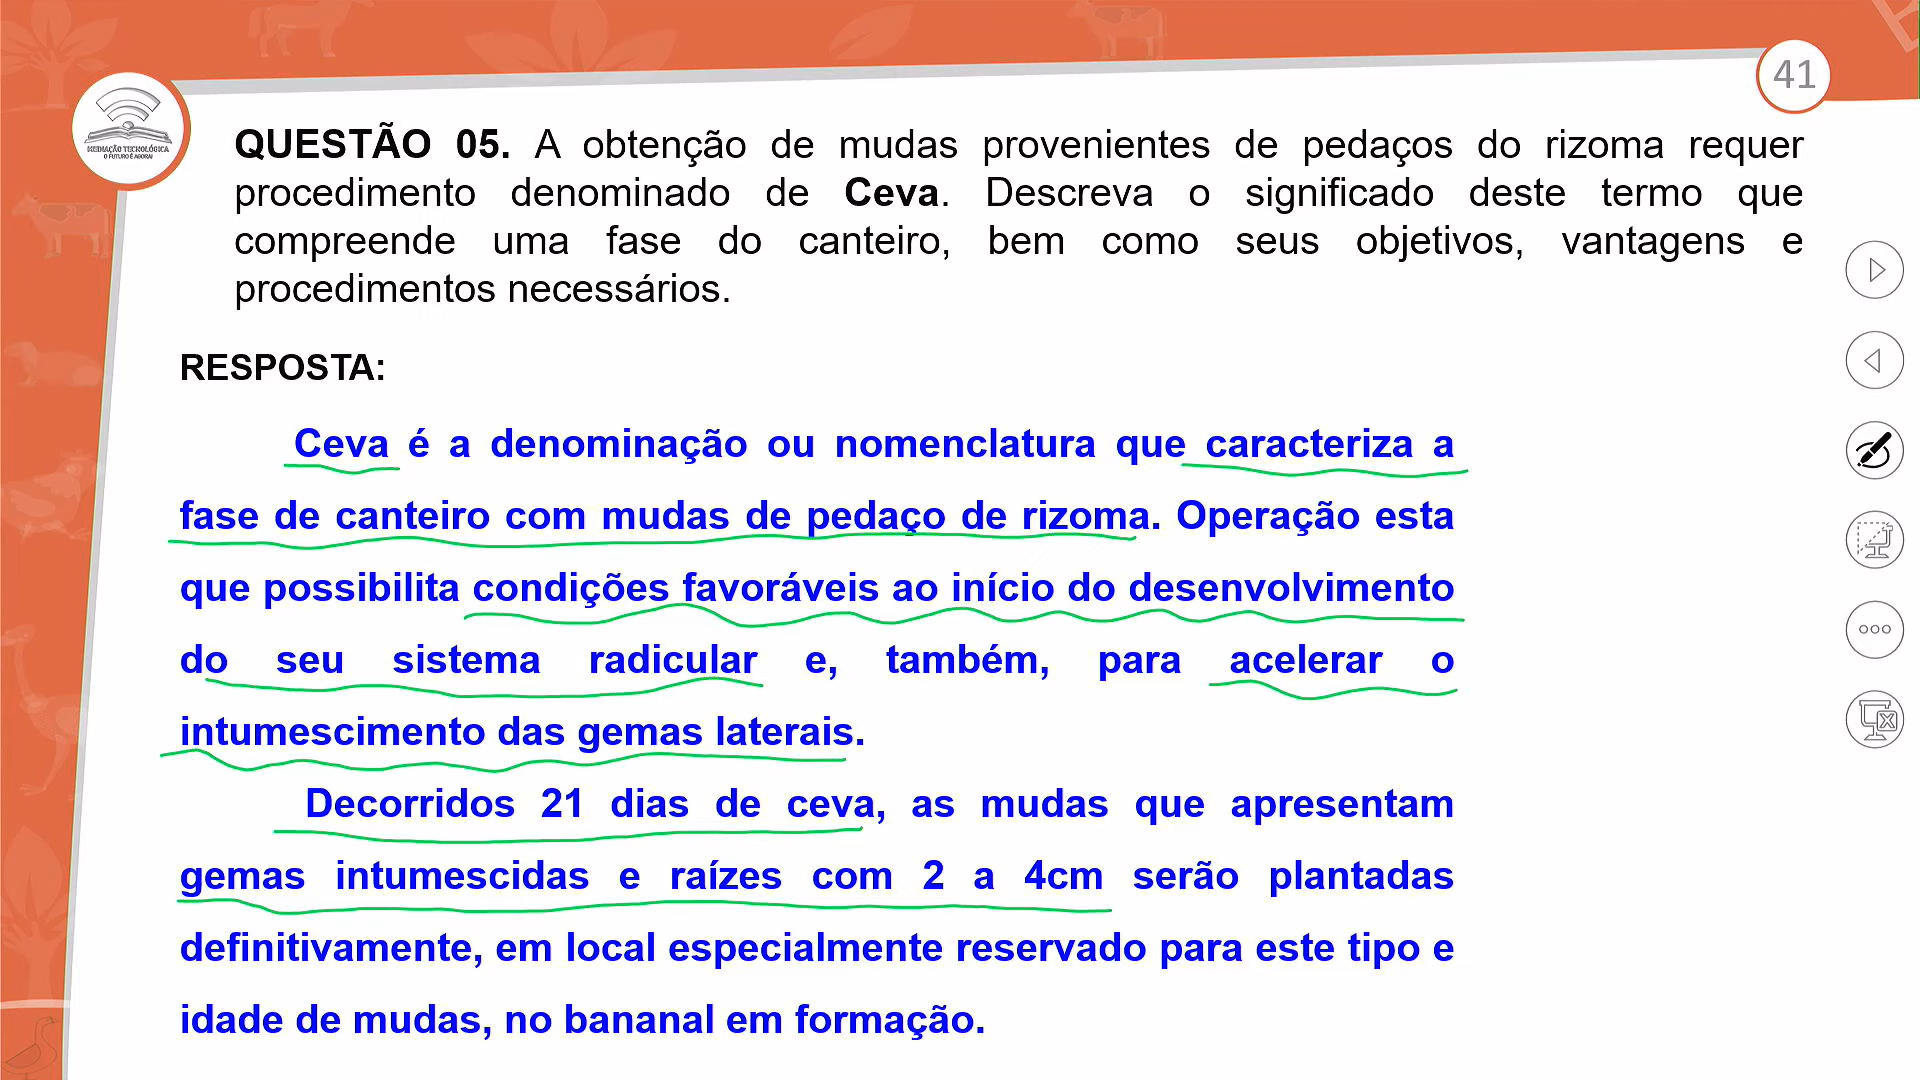 41
MEDIAÇÃO TECNOLÓGICA
O FUTURO É AGORA!
QUESTÃO 05. A obtenção de mudas provenientes de pedaços do rizoma requer
procedimento denominado de Ceva. Descreva o significado deste termo que
compreende uma fase do canteiro, bem como seus objetivos, vantagens e
procedimentos necessários.
RESPOSTA:
Ceva é a denominação ou nomenclatura que caracteriza a
fase de canteiro com mudas de pedaço de rizoma. Operação esta
que possibilita condições favoráveis ao início do desenvolvimento
do seu sistema radicular e, também, para acelerar o
intumescimento das gemas laterais.
Decorridos 21 dias de ceva, as mudas que apresentam
gemas intumescidas e raízes com 2 a 4cm serão plantadas
definitivamente, em local especialmente reservado para este tipo e
idade de mudas, no bananal em formação.